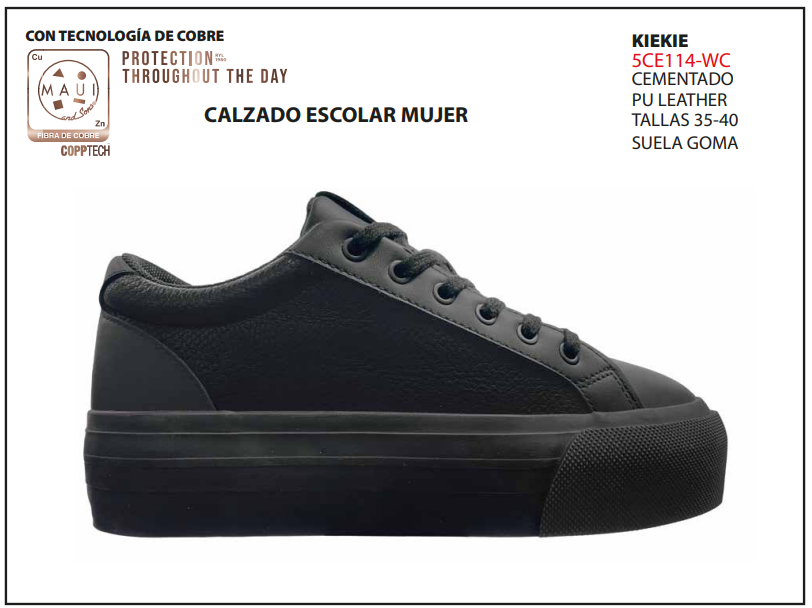 CON TECNOLOGÍA DE COBRE
Cu
MAUI
and Sons
Zn
FIBRA DE COBRE
COPPTECH
PROTECTION
THROUGHOUT THE DAY
CALZADO ESCOLAR MUJER
KIEKIE
5CE114-WC
CEMENTADO
PU LEATHER
TALLAS 35-40
SUELA GOMA